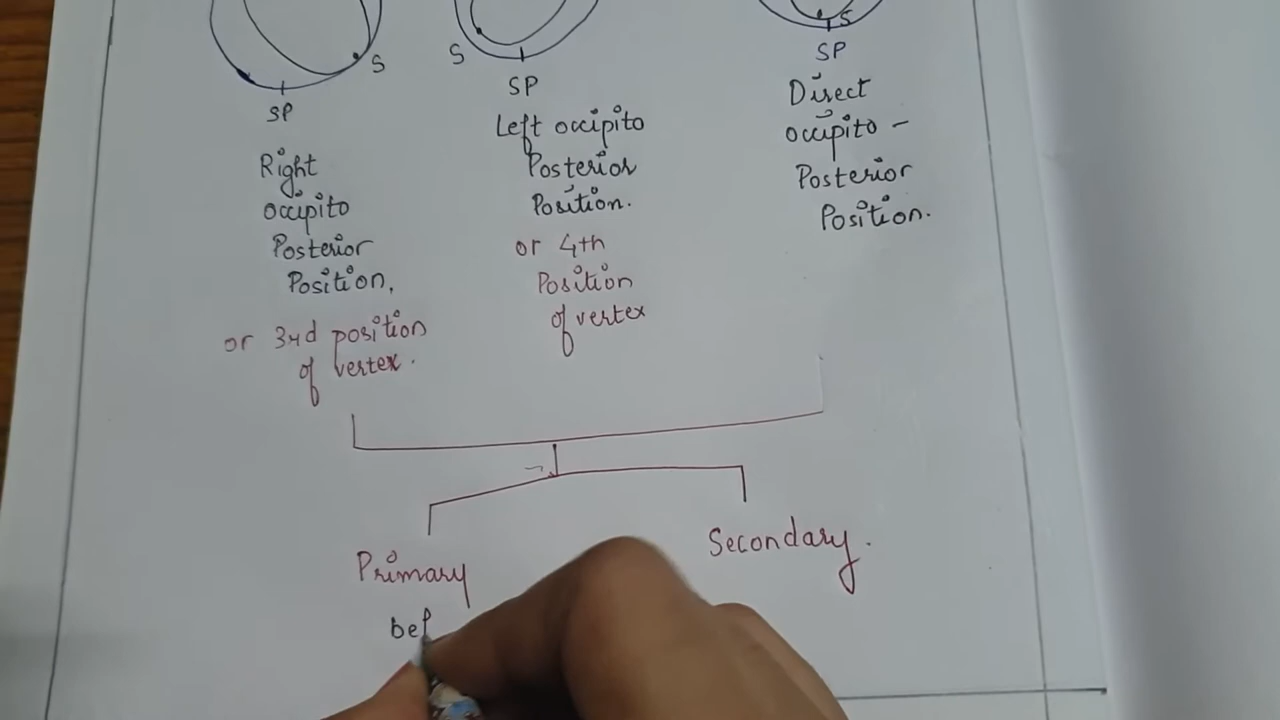 S
SP
Right
occipito
Posterior
Position,
or 3rd position
of vertex.
S
SP
Left occipito
Posterior
Position.
or 4th
Position
of vertex
S
SP
Direct
occipito -
Posterior
Position.
Primary
bef
Secondary.